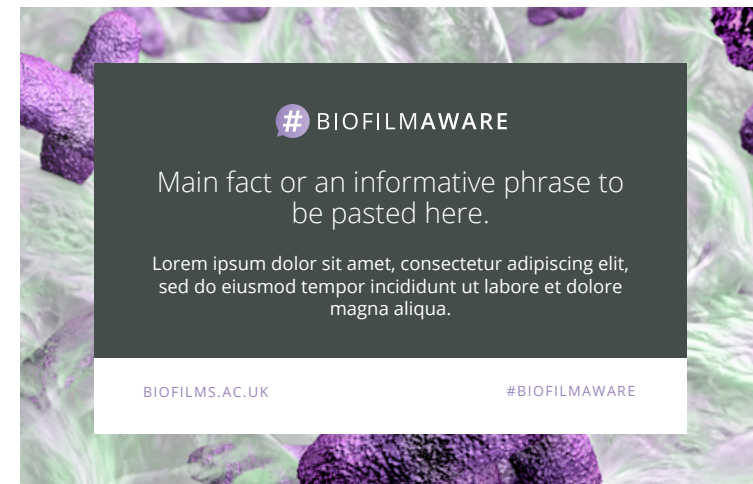 # BIOFILMAWARE
Main fact or an informative phrase to
be pasted here.
Lorem ipsum dolor sit amet, consectetur adipiscing elit,
sed do eiusmod tempor incididunt ut labore et dolore
magna aliqua.
BIOFILMS.AC.UK
#BIOFILMAWARE